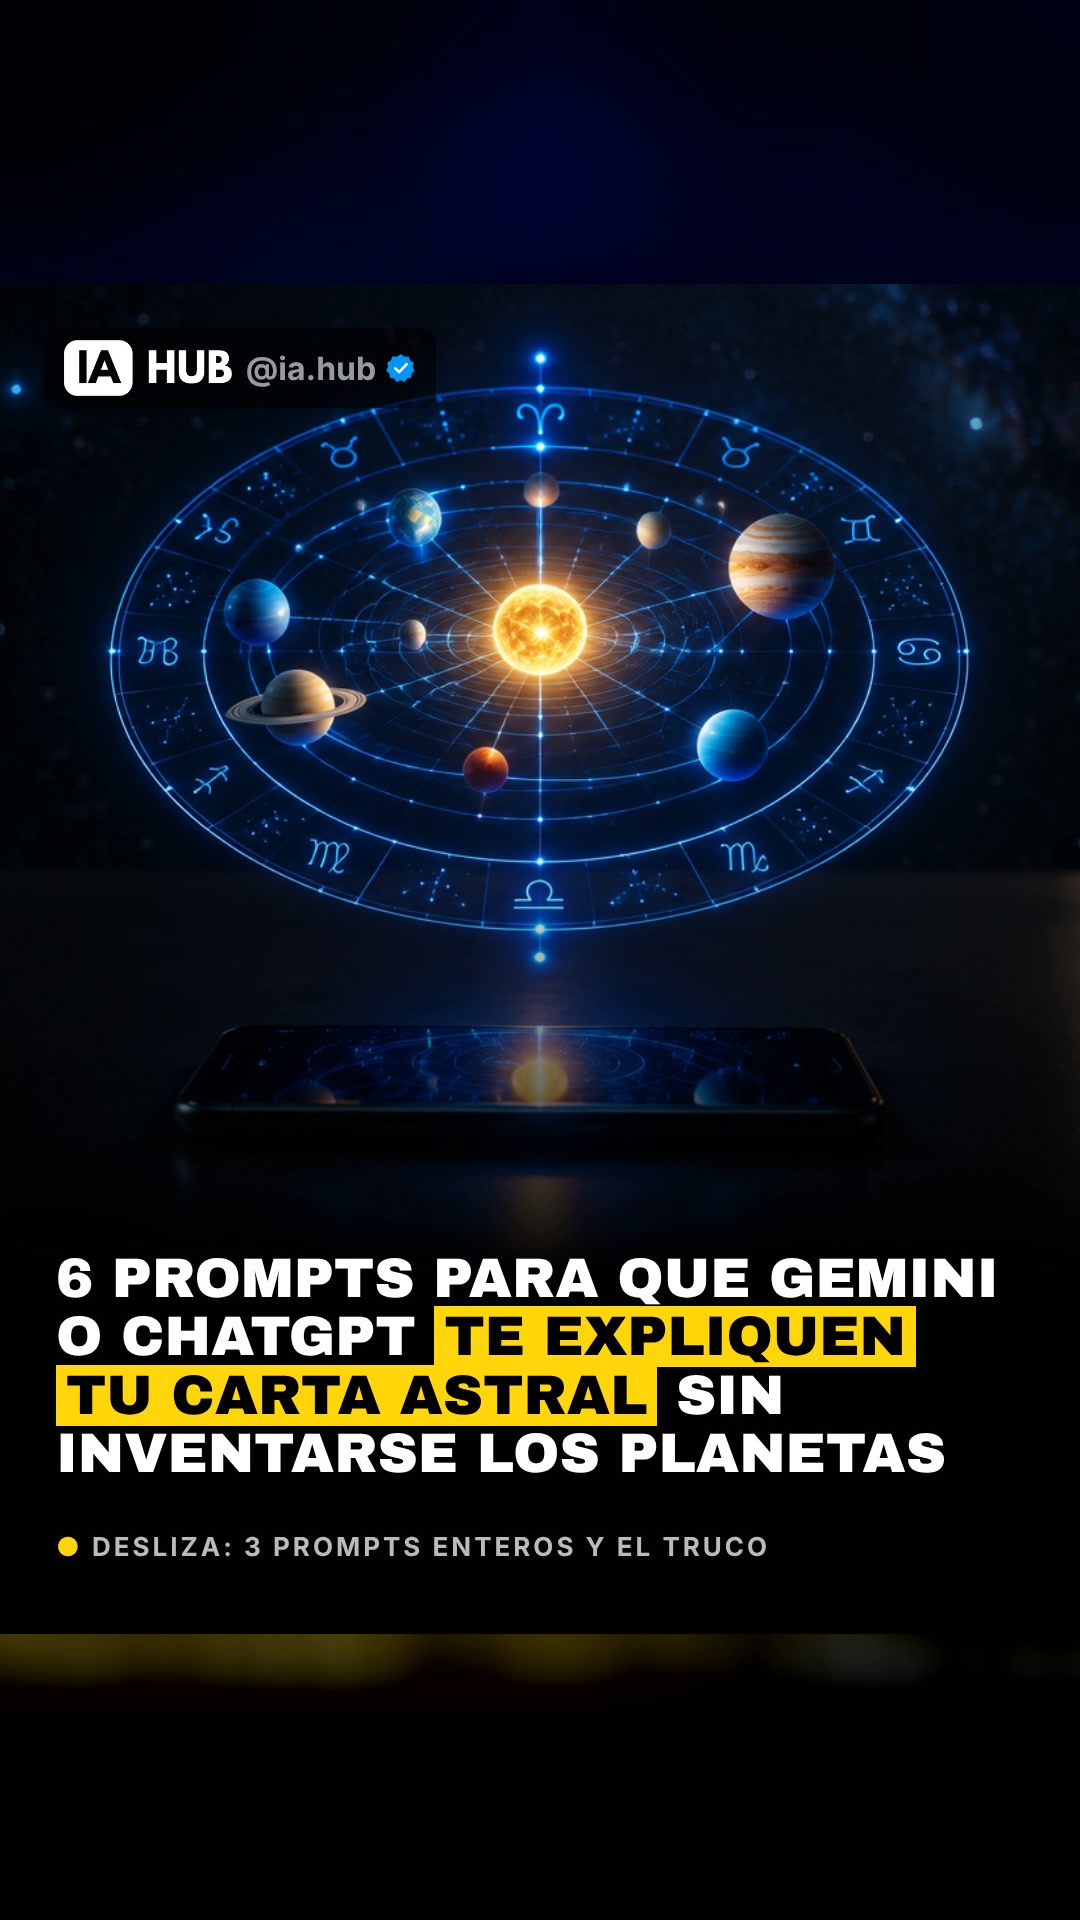 IA HUB @ia.hub
6 PROMPTS PARA QUE GEMINI
O CHATGPT TE EXPLIQUEN
TU CARTA ASTRAL SIN
INVENTARSE LOS PLANETAS
DESLIZA: 3 PROMPTS ENTEROS Y EL TRUCO